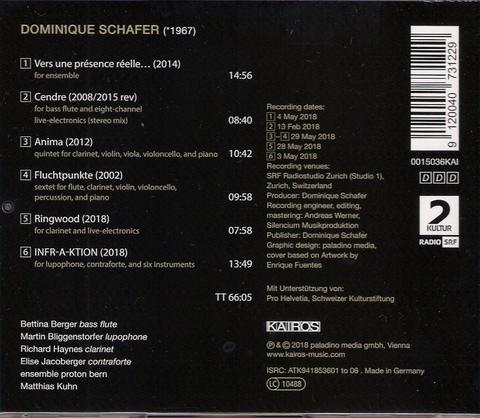 DOMINIQUE SCHAFER (*1967)
1 Vers une présence réelle… (2014)
for ensemble 14:56
2 Cendre (2008/2015 rev)
for bass flute and eight-channel
live-electronics (stereo mix) 08:40
3 Anima (2012)
quintet for clarinet, violin, viola, violoncello, and piano 10:42
4 Fluchtpunkte (2002)
sextet for flute, clarinet, violin, violoncello,
percussion, and piano 09:58
5 Ringwood (2018)
for clarinet and live-electronics 07:58
6 INFR-A-KTION (2018)
for lupophone, contraforte, and six instruments 13:49
TT 66:05
Bettina Berger bass flute
Martin Bliggenstorfer lupophone
Richard Haynes clarinet
Elise Jacoberger contraforte
ensemble proton bern
Matthias Kuhn
Recording dates:
1 4 May 2018
2 13 Feb 2018
3 – 4 29 May 2018
5 28 May 2018
6 3 May 2018
Recording venues:
SRF Radiostudio Zurich (Studio 1),
Zurich, Switzerland
Producer: Dominique Schafer
Recording engineer, editing,
mastering: Andreas Werner,
Silencium Musikproduktion
Publisher: Dominique Schafer
Graphic design: paladino media,
cover based on Artwork by
Enrique Fuentes
Mit Unterstützung von:
Pro Helvetia, Schweizer Kulturstiftung
KAIROS
℗ & © 2018 paladino media gmbh, Vienna
www.kairos-music.com
ISRC: ATK941853601 to 06 . Made in Germany
LC 10488
9 120040 731229
0015036KAI
D D D
2
KULTUR
RADIO SRF